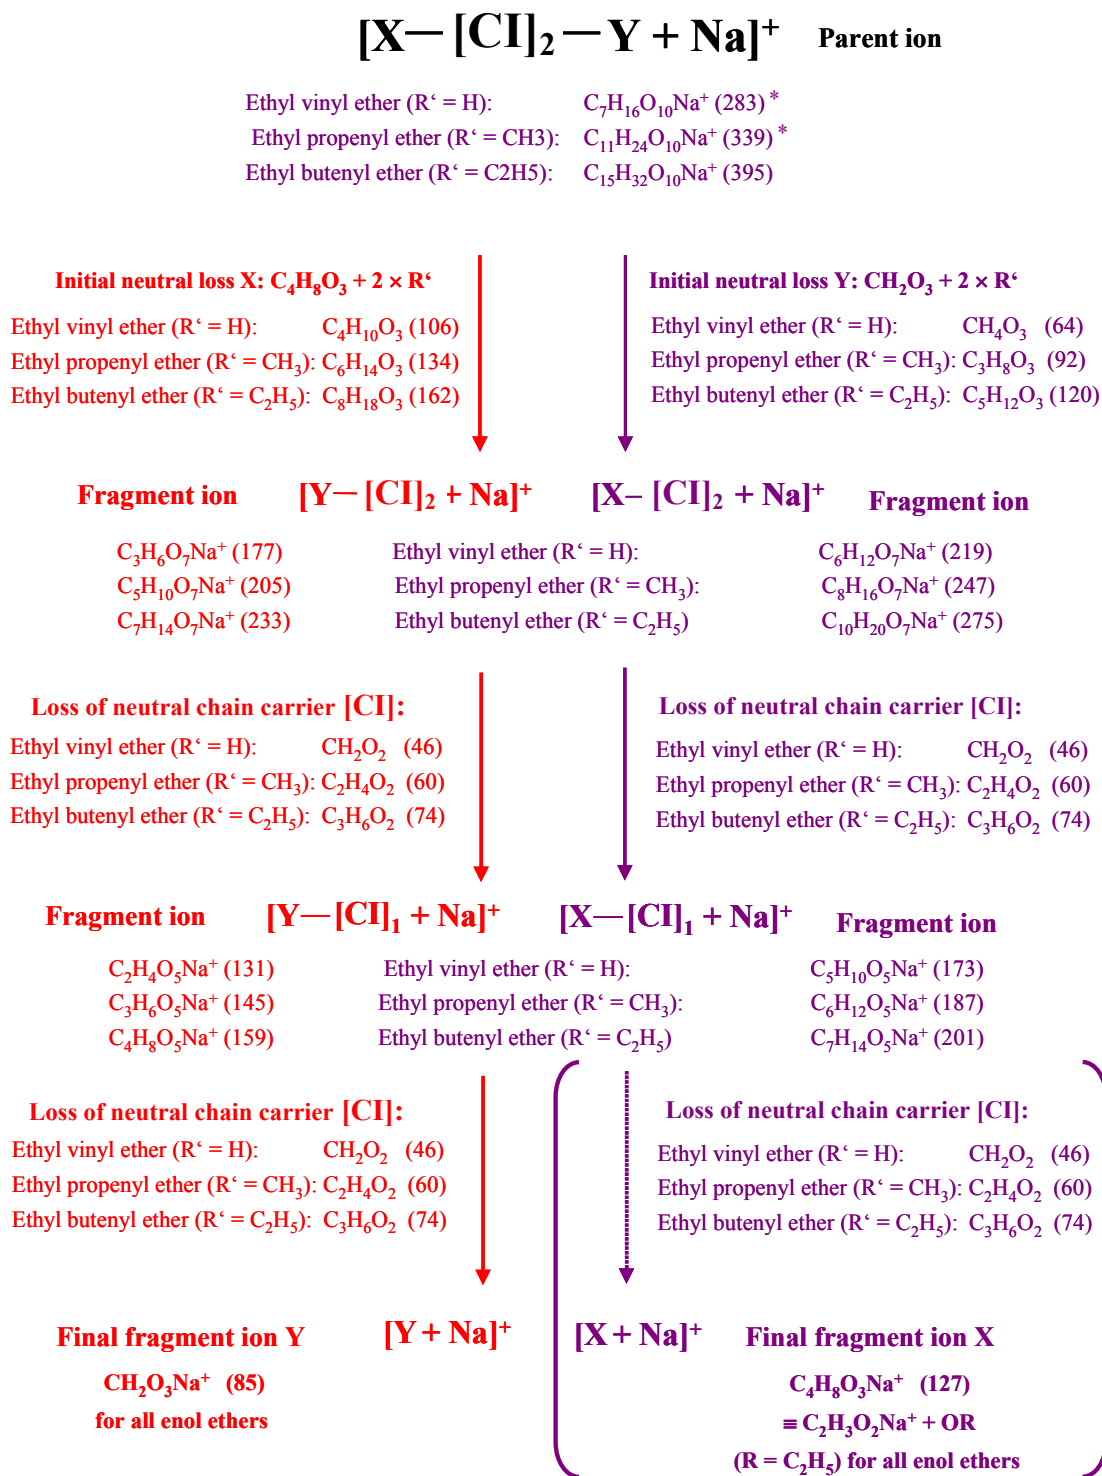 [X— [CI]₂ —Y + Na]⁺ Parent ion
Ethyl vinyl ether (R‘ = H): C₇H₁₆O₁₀Na⁺ (283) *
Ethyl propenyl ether (R‘ = CH3): C₁₁H₂₄O₁₀Na⁺ (339) *
Ethyl butenyl ether (R‘ = C2H5): C₁₅H₃₂O₁₀Na⁺ (395)
Initial neutral loss X: C₄H₈O₃ + 2 × R‘
Ethyl vinyl ether (R‘ = H): C₄H₁₀O₃ (106)
Ethyl propenyl ether (R‘ = CH₃): C₆H₁₄O₃ (134)
Ethyl butenyl ether (R‘ = C₂H₅): C₈H₁₈O₃ (162)
Initial neutral loss Y: CH₂O₃ + 2 × R‘
Ethyl vinyl ether (R‘ = H): CH₄O₃ (64)
Ethyl propenyl ether (R‘ = CH₃): C₃H₈O₃ (92)
Ethyl butenyl ether (R‘ = C₂H₅): C₅H₁₂O₃ (120)
Fragment ion [Y— [CI]₂ + Na]⁺ [X– [CI]₂ + Na]⁺ Fragment ion
C₃H₆O₇Na⁺ (177) Ethyl vinyl ether (R‘ = H): C₆H₁₂O₇Na⁺ (219)
C₅H₁₀O₇Na⁺ (205) Ethyl propenyl ether (R‘ = CH₃): C₈H₁₆O₇Na⁺ (247)
C₇H₁₄O₇Na⁺ (233) Ethyl butenyl ether (R‘ = C₂H₅) C₁₀H₂₀O₇Na⁺ (275)
Loss of neutral chain carrier [CI]:
Ethyl vinyl ether (R‘ = H): CH₂O₂ (46)
Ethyl propenyl ether (R‘ = CH₃): C₂H₄O₂ (60)
Ethyl butenyl ether (R‘ = C₂H₅): C₃H₆O₂ (74)
Loss of neutral chain carrier [CI]:
Ethyl vinyl ether (R‘ = H): CH₂O₂ (46)
Ethyl propenyl ether (R‘ = CH₃): C₂H₄O₂ (60)
Ethyl butenyl ether (R‘ = C₂H₅): C₃H₆O₂ (74)
Fragment ion [Y—[CI]₁ + Na]⁺ [X—[CI]₁ + Na]⁺ Fragment ion
C₂H₄O₅Na⁺ (131) Ethyl vinyl ether (R‘ = H): C₅H₁₀O₅Na⁺ (173)
C₃H₆O₅Na⁺ (145) Ethyl propenyl ether (R‘ = CH₃): C₆H₁₂O₅Na⁺ (187)
C₄H₈O₅Na⁺ (159) Ethyl butenyl ether (R‘ = C₂H₅) C₇H₁₄O₅Na⁺ (201)
Loss of neutral chain carrier [CI]:
Ethyl vinyl ether (R‘ = H): CH₂O₂ (46)
Ethyl propenyl ether (R‘ = CH₃): C₂H₄O₂ (60)
Ethyl butenyl ether (R‘ = C₂H₅): C₃H₆O₂ (74)
Loss of neutral chain carrier [CI]:
Ethyl vinyl ether (R‘ = H): CH₂O₂ (46)
Ethyl propenyl ether (R‘ = CH₃): C₂H₄O₂ (60)
Ethyl butenyl ether (R‘ = C₂H₅): C₃H₆O₂ (74)
Final fragment ion Y [Y + Na]⁺ [X + Na]⁺ Final fragment ion X
CH₂O₃Na⁺ (85)
for all enol ethers
C₄H₈O₃Na⁺ (127)
≡ C₂H₃O₂Na⁺ + OR
(R = C₂H₅) for all enol ethers